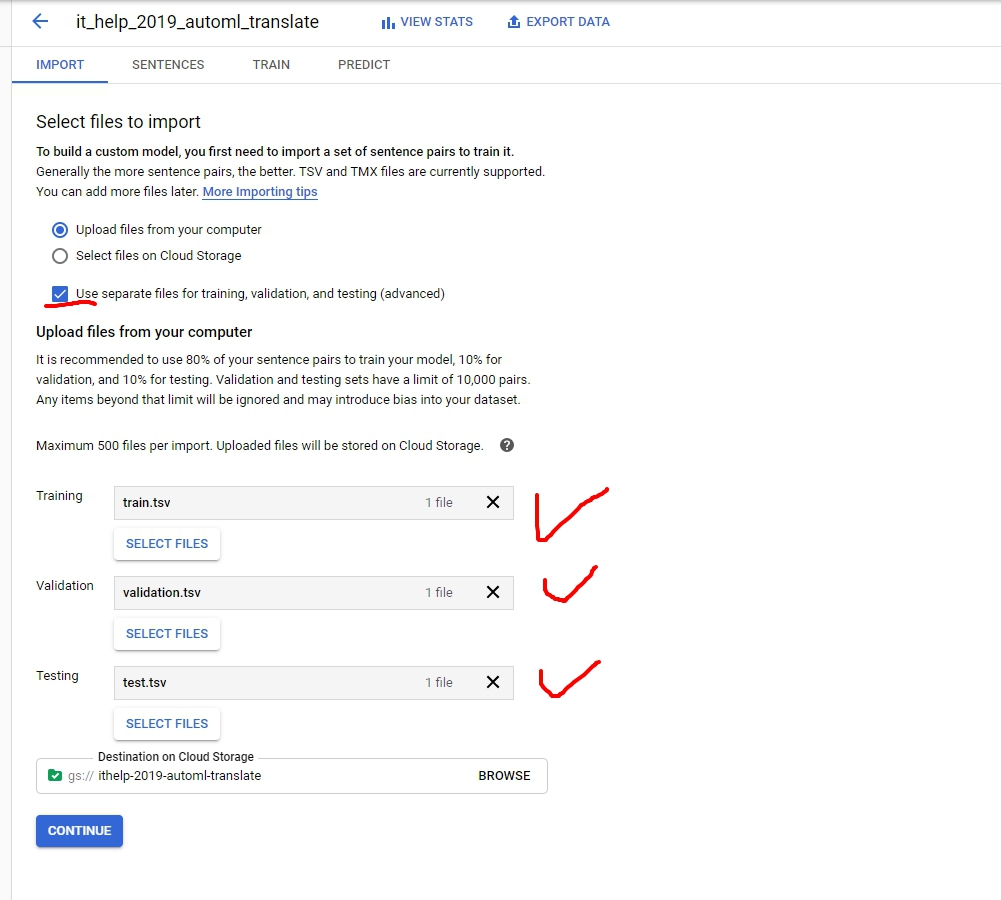 it_help_2019_automl_translate VIEW STATS EXPORT DATA
IMPORT SENTENCES TRAIN PREDICT
Select files to import
To build a custom model, you first need to import a set of sentence pairs to train it.
Generally the more sentence pairs, the better. TSV and TMX files are currently supported.
You can add more files later. More Importing tips
Upload files from your computer
Select files on Cloud Storage
Use separate files for training, validation, and testing (advanced)
Upload files from your computer
It is recommended to use 80% of your sentence pairs to train your model, 10% for
validation, and 10% for testing. Validation and testing sets have a limit of 10,000 pairs.
Any items beyond that limit will be ignored and may introduce bias into your dataset.
Maximum 500 files per import. Uploaded files will be stored on Cloud Storage. ?
Training train.tsv 1 file
SELECT FILES
Validation validation.tsv 1 file
SELECT FILES
Testing test.tsv 1 file
SELECT FILES
Destination on Cloud Storage
gs:// ithelp-2019-automl-translate BROWSE
CONTINUE